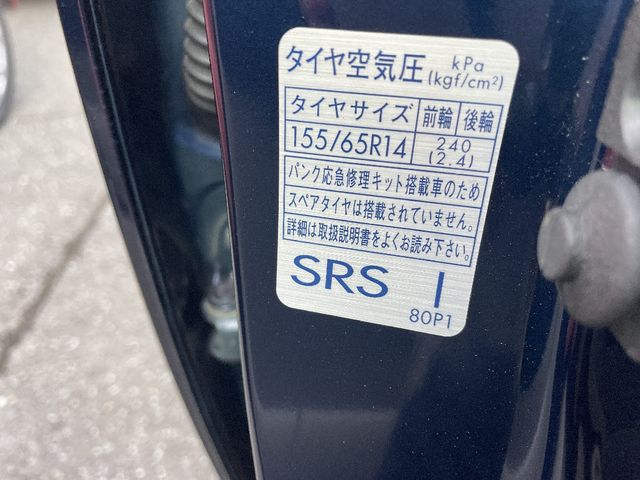 タイヤ空気圧 kPa (kgf/cm²)
タイヤサイズ 前輪 後輪
155/65R14 240 (2.4)
パンク応急修理キット搭載車のため
スペアタイヤは搭載されていません。
詳細は取扱説明書をよくお読み下さい。
SRS I
80P1